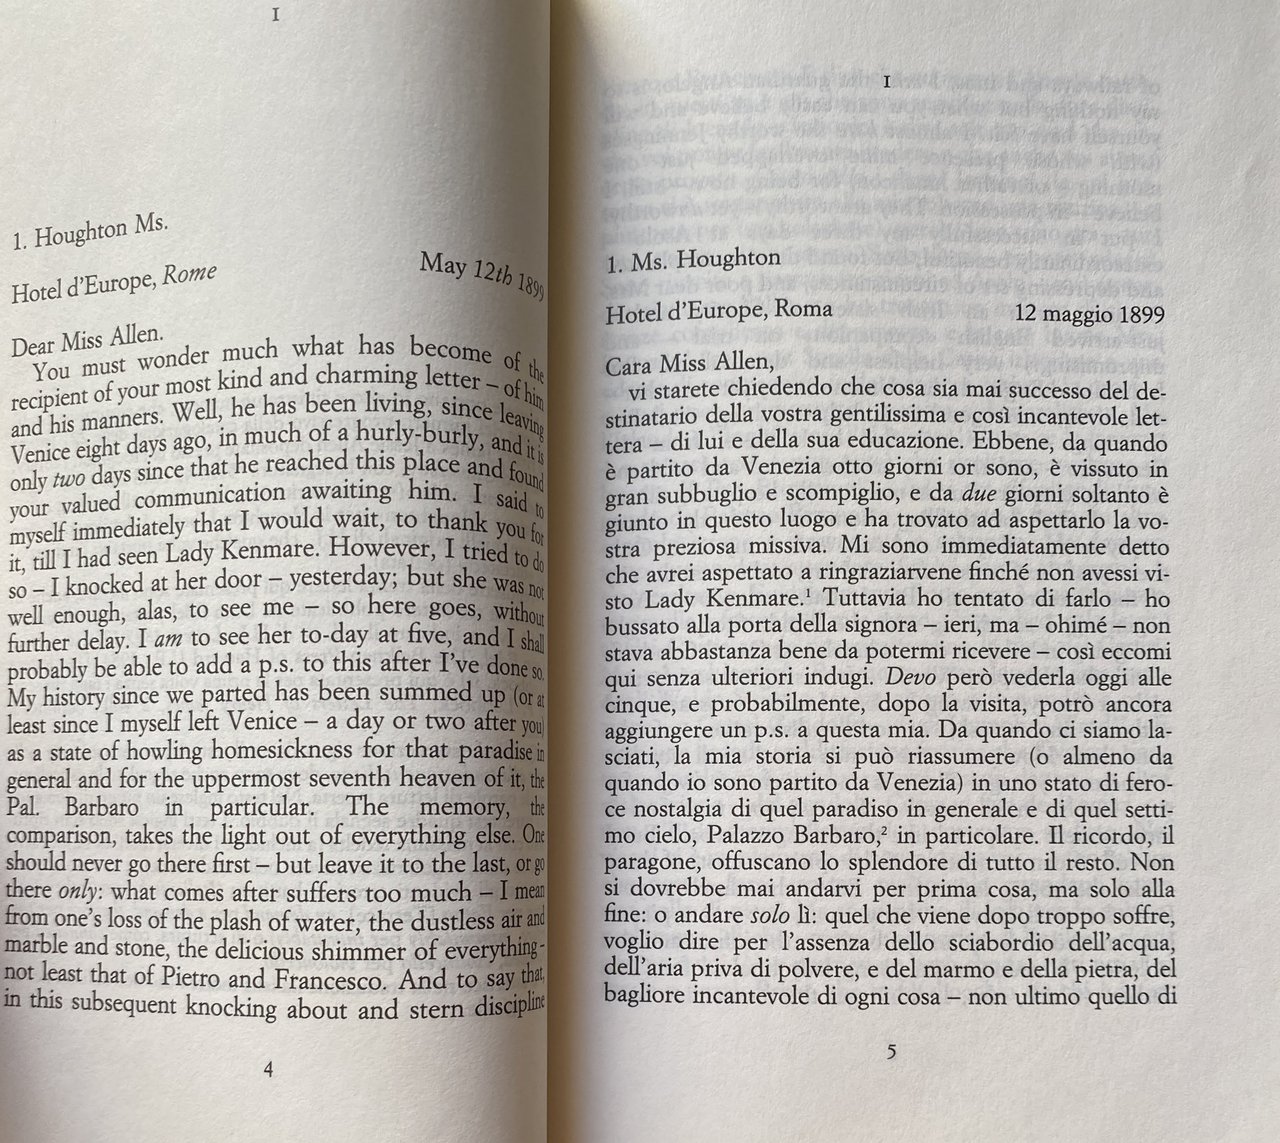 I
1. Houghton Ms.
Hotel d'Europe, Rome
May 12th 1899
Dear Miss Allen.
You must wonder much what has become of the
recipient of your most kind and charming letter – of him
and his manners. Well, he has been living, since leaving
Venice eight days ago, in much of a hurly-burly, and it is
only two days since that he reached this place and found
your valued communication awaiting him. I said to
myself immediately that I would wait, to thank you for
it, till I had seen Lady Kenmare. However, I tried to do
so – I knocked at her door – yesterday; but she was not
well enough, alas, to see me – so here goes, without
further delay. I am to see her to-day at five, and I shall
probably be able to add a p.s. to this after I've done so.
My history since we parted has been summed up (or at
least since I myself left Venice – a day or two after you)
as a state of howling homesickness for that paradise in
general and for the uppermost seventh heaven of it, the
Pal. Barbaro in particular. The memory, the
comparison, takes the light out of everything else. One
should never go there first – but leave it to the last, or go
there only: what comes after suffers too much – I mean
from one's loss of the plash of water, the dustless air and
marble and stone, the delicious shimmer of everything -
not least that of Pietro and Francesco. And to say that,
in this subsequent knocking about and stern discipline
4
I
1. Ms. Houghton
Hotel d'Europe, Roma
12 maggio 1899
Cara Miss Allen,
vi starete chiedendo che cosa sia mai successo del de-
stinatario della vostra gentilissima e così incantevole let-
tera – di lui e della sua educazione. Ebbene, da quando
è partito da Venezia otto giorni or sono, è vissuto in
gran subbuglio e scompiglio, e da due giorni soltanto è
giunto in questo luogo e ha trovato ad aspettarlo la vo-
stra preziosa missiva. Mi sono immediatamente detto
che avrei aspettato a ringraziarvene finché non avessi vi-
sto Lady Kenmare.¹ Tuttavia ho tentato di farlo – ho
bussato alla porta della signora – ieri, ma – ohimé – non
stava abbastanza bene da potermi ricevere – così eccomi
qui senza ulteriori indugi. Devo però vederla oggi alle
cinque, e probabilmente, dopo la visita, potrò ancora
aggiungere un p.s. a questa mia. Da quando ci siamo la-
sciati, la mia storia si può riassumere (o almeno da
quando io sono partito da Venezia) in uno stato di fero-
ce nostalgia di quel paradiso in generale e di quel setti-
mo cielo, Palazzo Barbaro,² in particolare. Il ricordo, il
paragone, offuscano lo splendore di tutto il resto. Non
si dovrebbe mai andarvi per prima cosa, ma solo alla
fine: o andare solo lì: quel che viene dopo troppo soffre,
voglio dire per l'assenza dello sciabordio dell'acqua,
dell'aria priva di polvere, e del marmo e della pietra, del
bagliore incantevole di ogni cosa – non ultimo quello di
5